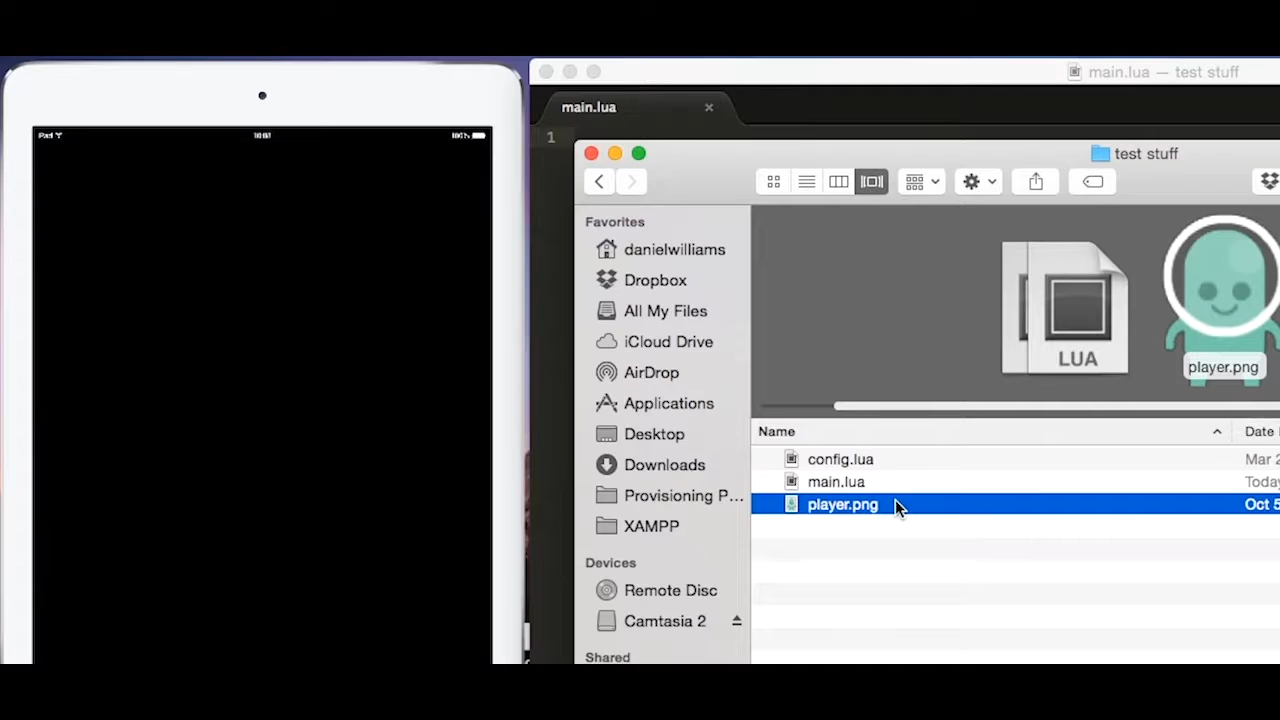 iPad
100%
main.lua — test stuff
main.lua
1
test stuff
Favorites
danielwilliams
Dropbox
All My Files
iCloud Drive
AirDrop
Applications
Desktop
Downloads
Provisioning P...
XAMPP
Devices
Remote Disc
Camtasia 2
Shared
LUA
player.png
Name
Date
config.lua
Mar 2
main.lua
Today
player.png
Oct 5